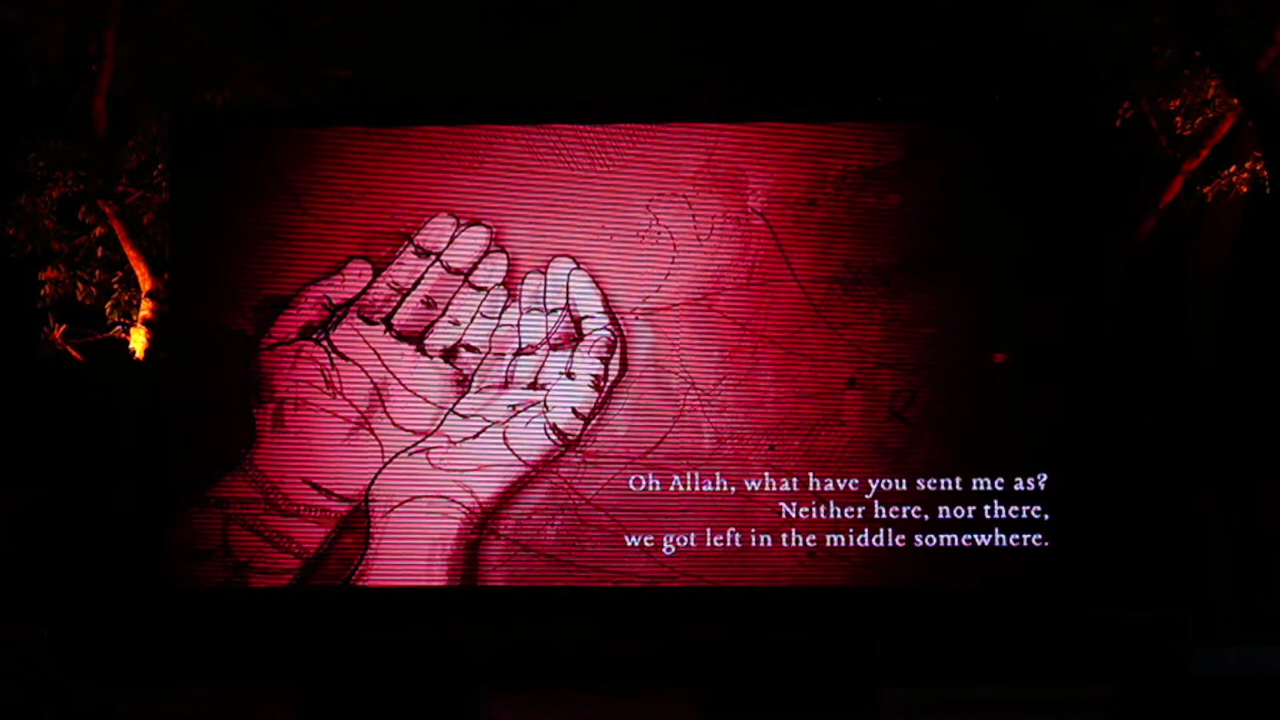 Oh Allah, what have you sent me as?
Neither here, nor there,
we got left in the middle somewhere.